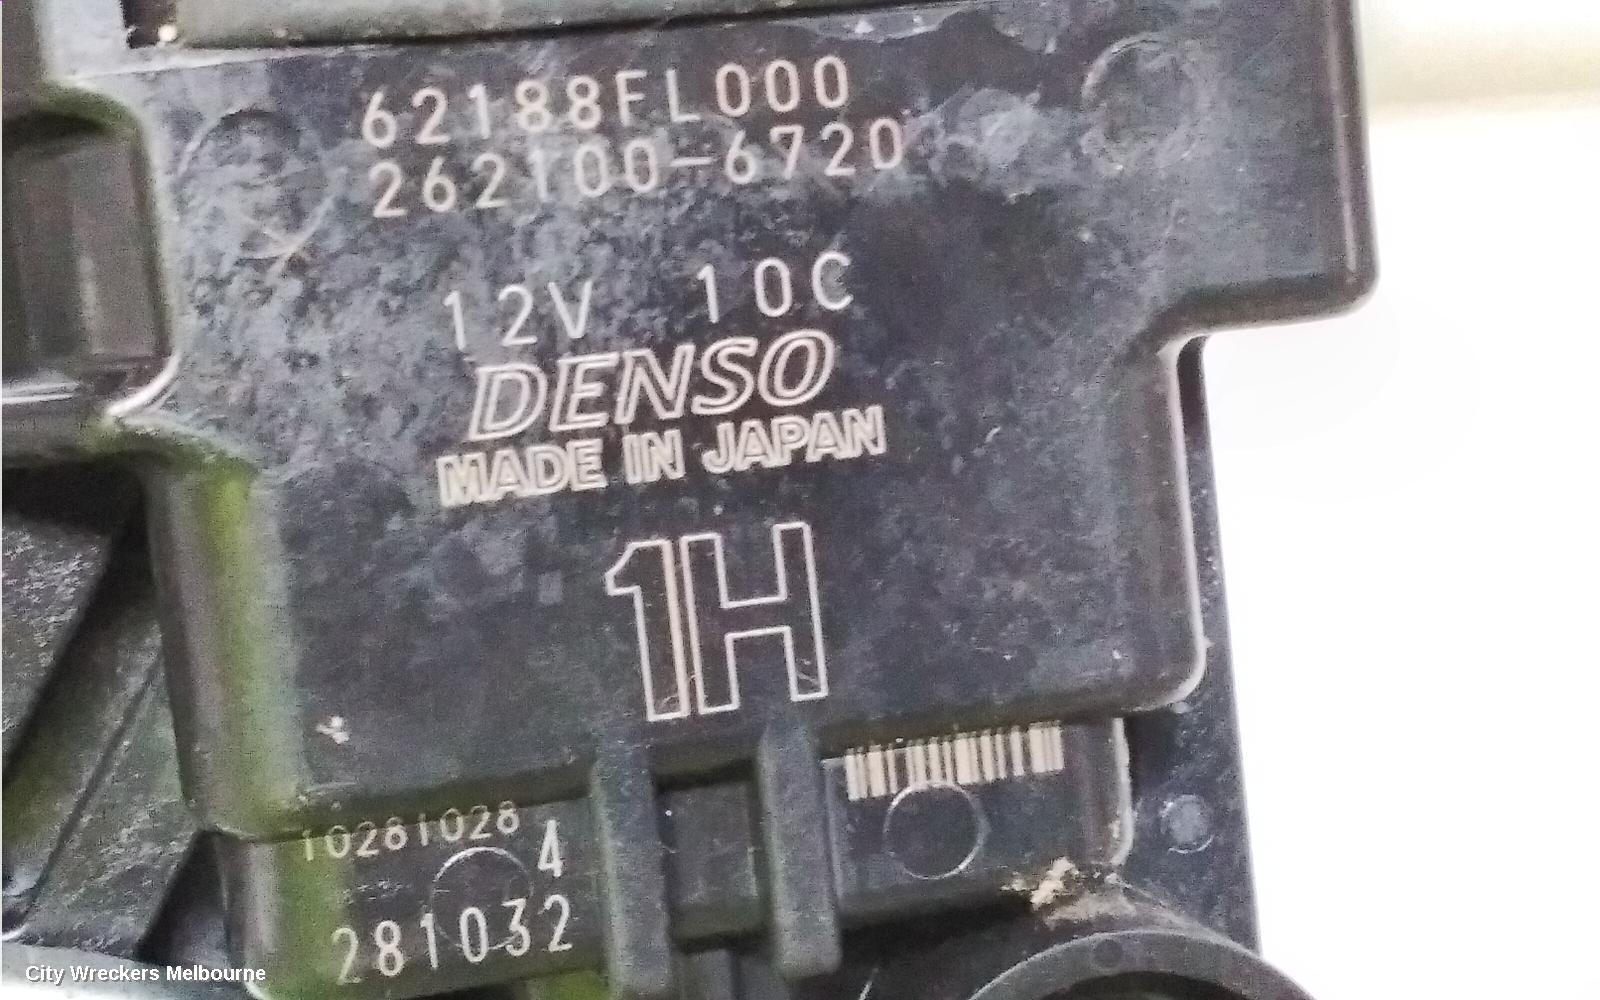 62188FL000
262100-6720
12V 10C
DENSO
MADE IN JAPAN
1H
10281028
4
281032
City Wreckers Melbourne